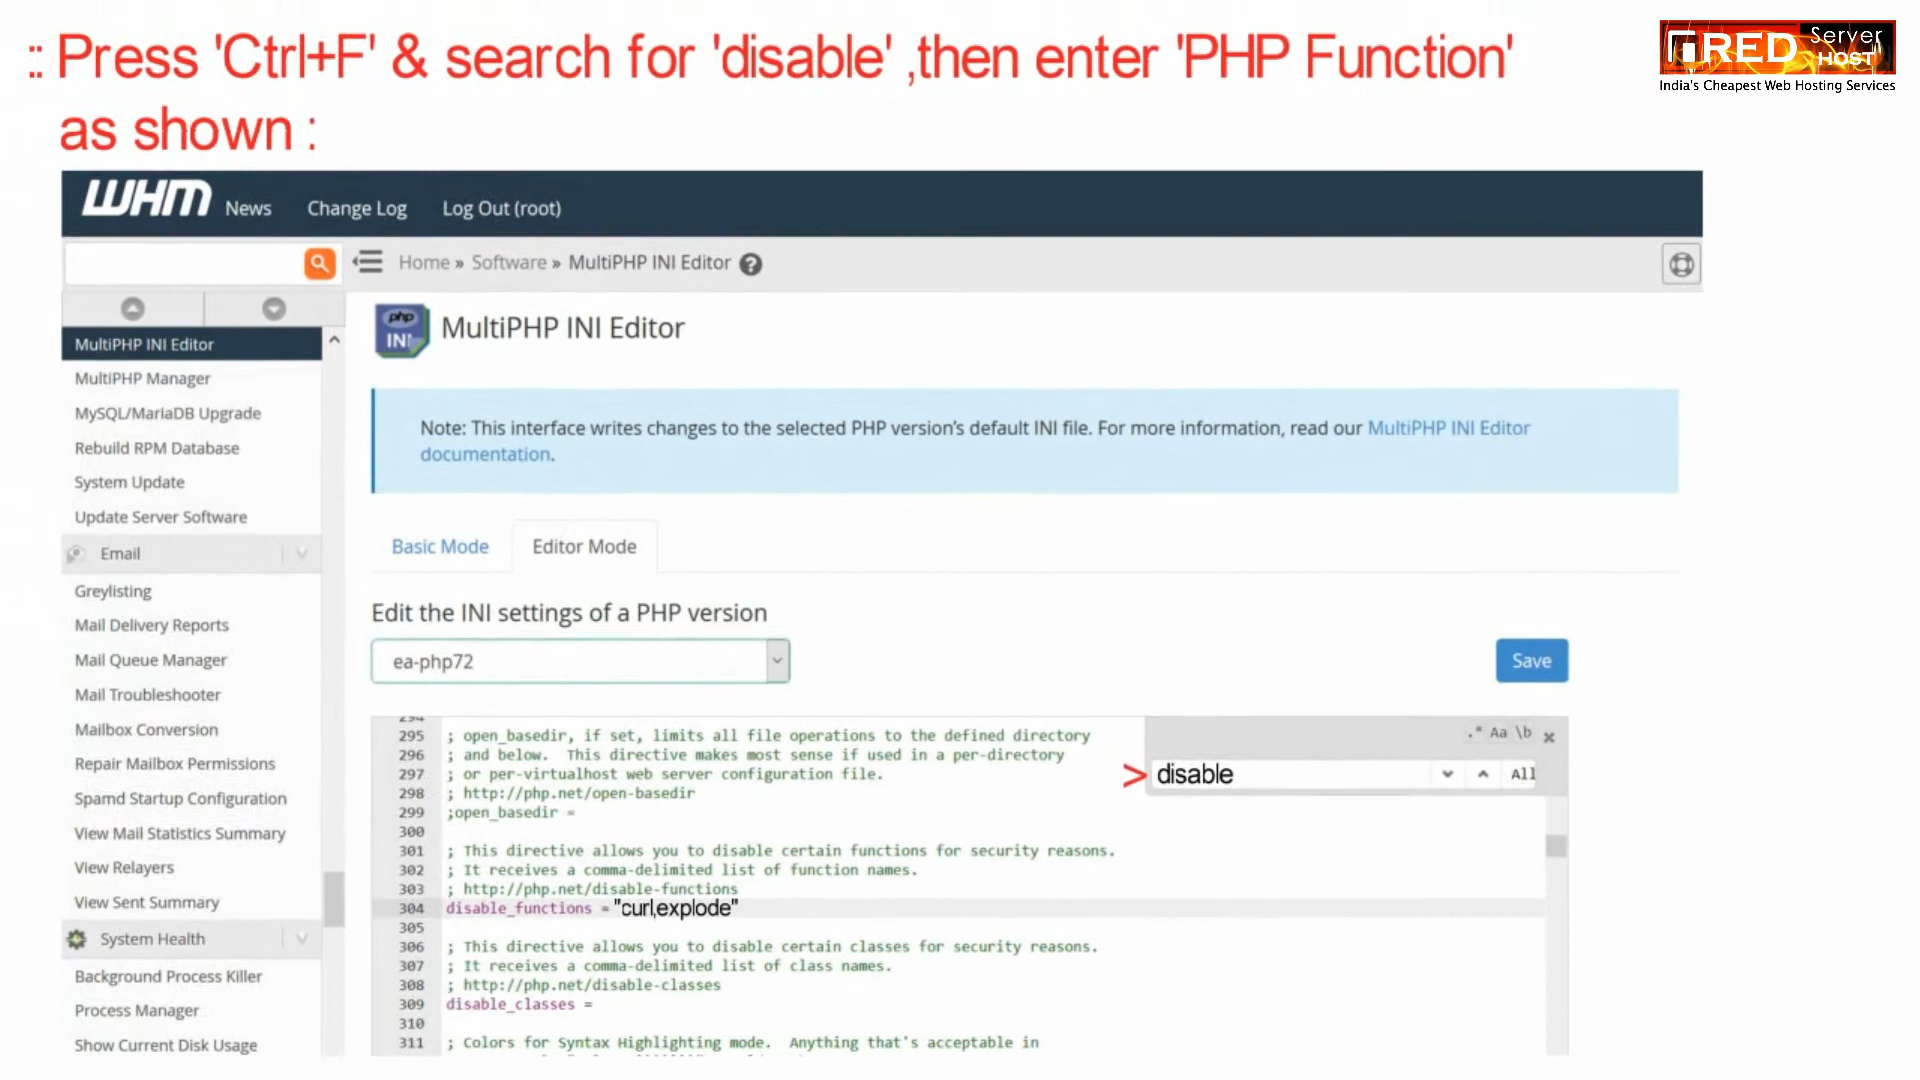 :: Press 'Ctrl+F' & search for 'disable' ,then enter 'PHP Function'
as shown :
RED Server HOST
India's Cheapest Web Hosting Services
WHM News Change Log Log Out (root)
Home » Software » MultiPHP INI Editor ?
MultiPHP INI Editor
MultiPHP Manager
MySQL/MariaDB Upgrade
Rebuild RPM Database
System Update
Update Server Software
Email
Greylisting
Mail Delivery Reports
Mail Queue Manager
Mail Troubleshooter
Mailbox Conversion
Repair Mailbox Permissions
Spamd Startup Configuration
View Mail Statistics Summary
View Relayers
View Sent Summary
System Health
Background Process Killer
Process Manager
Show Current Disk Usage
php INI MultiPHP INI Editor
Note: This interface writes changes to the selected PHP version's default INI file. For more information, read our MultiPHP INI Editor
documentation.
Basic Mode Editor Mode
Edit the INI settings of a PHP version
ea-php72
Save
.* Aa \b ×
> disable All
294
295 ; open_basedir, if set, limits all file operations to the defined directory
296 ; and below. This directive makes most sense if used in a per-directory
297 ; or per-virtualhost web server configuration file.
298 ; http://php.net/open-basedir
299 ;open_basedir =
300
301 ; This directive allows you to disable certain functions for security reasons.
302 ; It receives a comma-delimited list of function names.
303 ; http://php.net/disable-functions
304 disable_functions = "curl,explode"
305
306 ; This directive allows you to disable certain classes for security reasons.
307 ; It receives a comma-delimited list of class names.
308 ; http://php.net/disable-classes
309 disable_classes =
310
311 ; Colors for Syntax Highlighting mode. Anything that's acceptable in